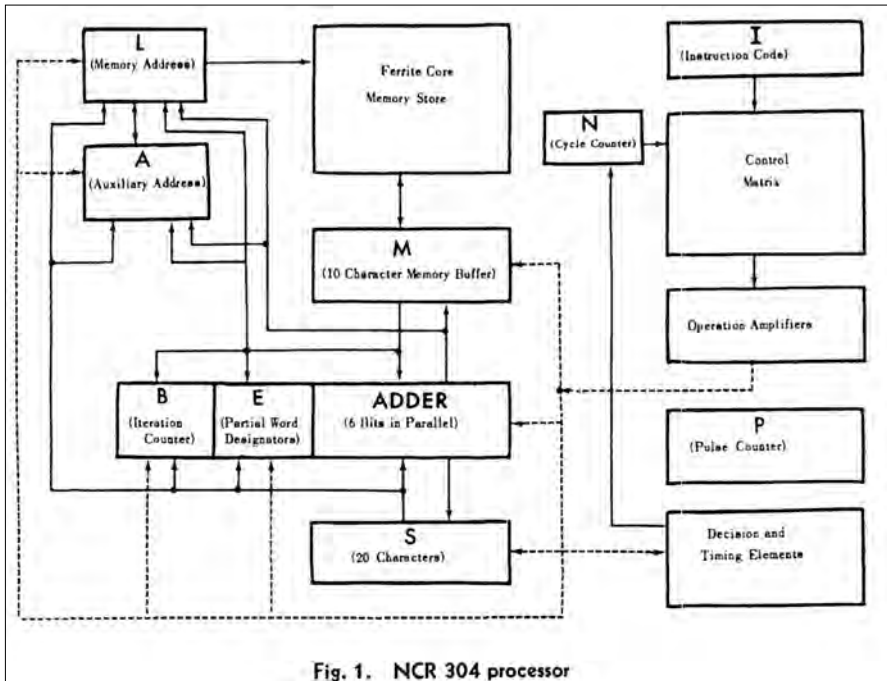 L
(Memory Address)
A
(Auxiliary Address)
Ferrite Core
Memory Store
M
(10 Character Memory Buffer)
B
(Iteration
Counter)
E
(Partial Word
Designators)
ADDER
(6 Bits in Parallel)
S
(20 Characters)
I
(Instruction Code)
N
(Cycle Counter)
Control
Matrix
Operation Amplifiers
P
(Pulse Counter)
Decision and
Timing Elements
Fig. 1. NCR 304 processor